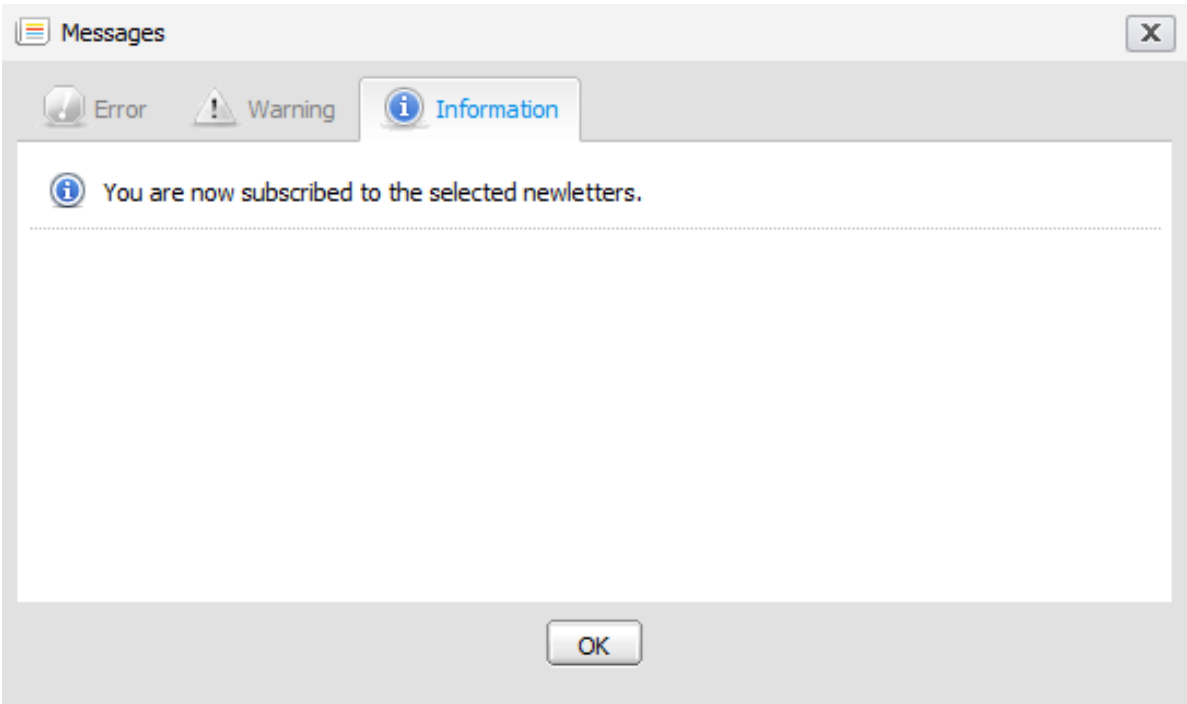 Messages
X
Error Warning Information
You are now subscribed to the selected newletters.
OK